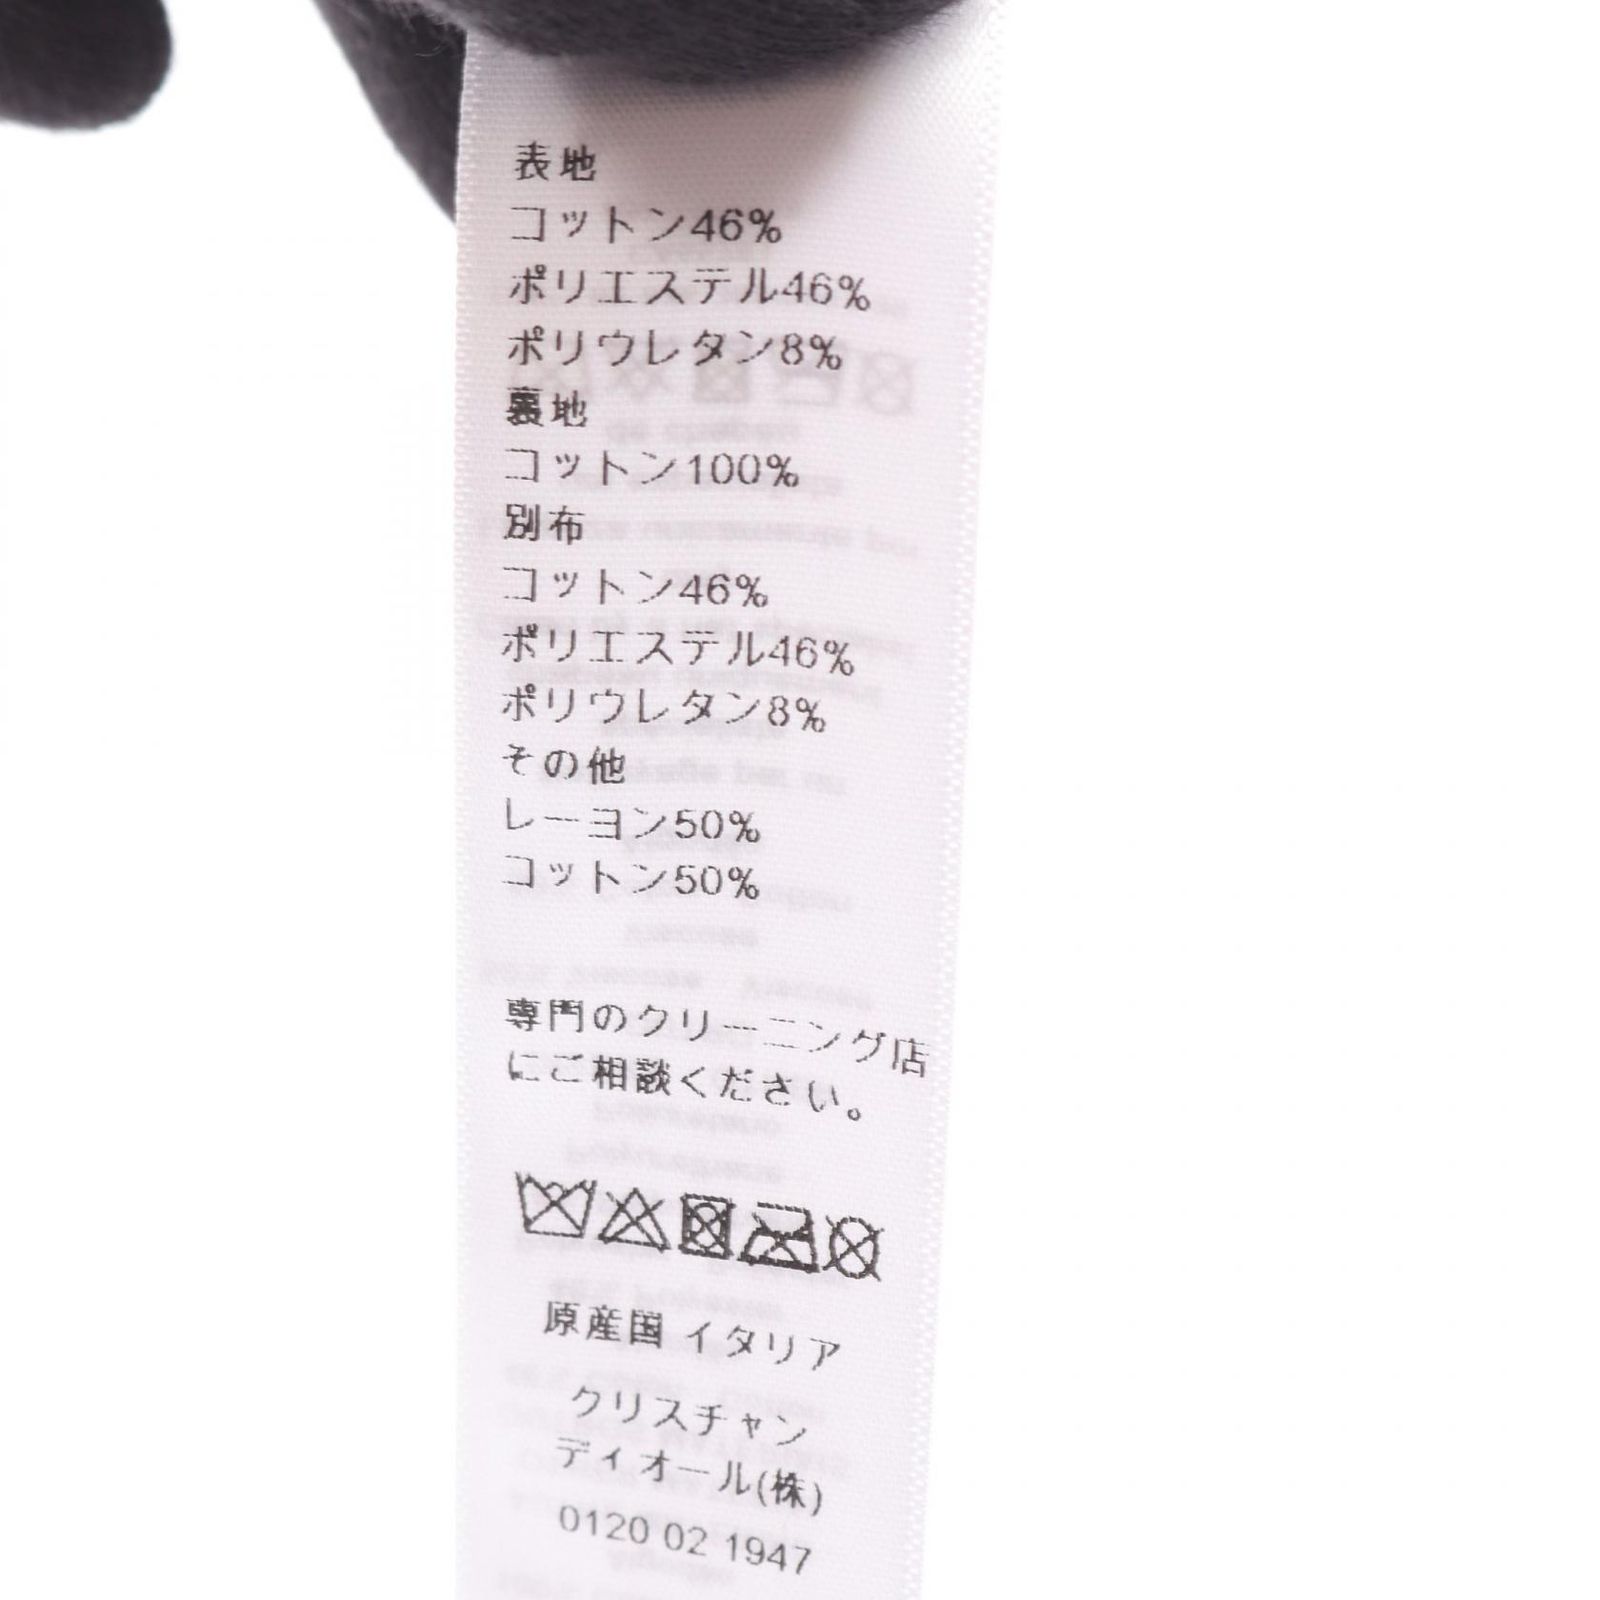 表地
コットン46%
ポリエステル46%
ポリウレタン8%
裏地
コットン100%
別布
コットン46%
ポリエステル46%
ポリウレタン8%
その他
レーヨン50%
コットン50%
専門のクリーニング店
にご相談ください。
原産国 イタリア
クリスチャン
ディオール(株)
0120 02 1947